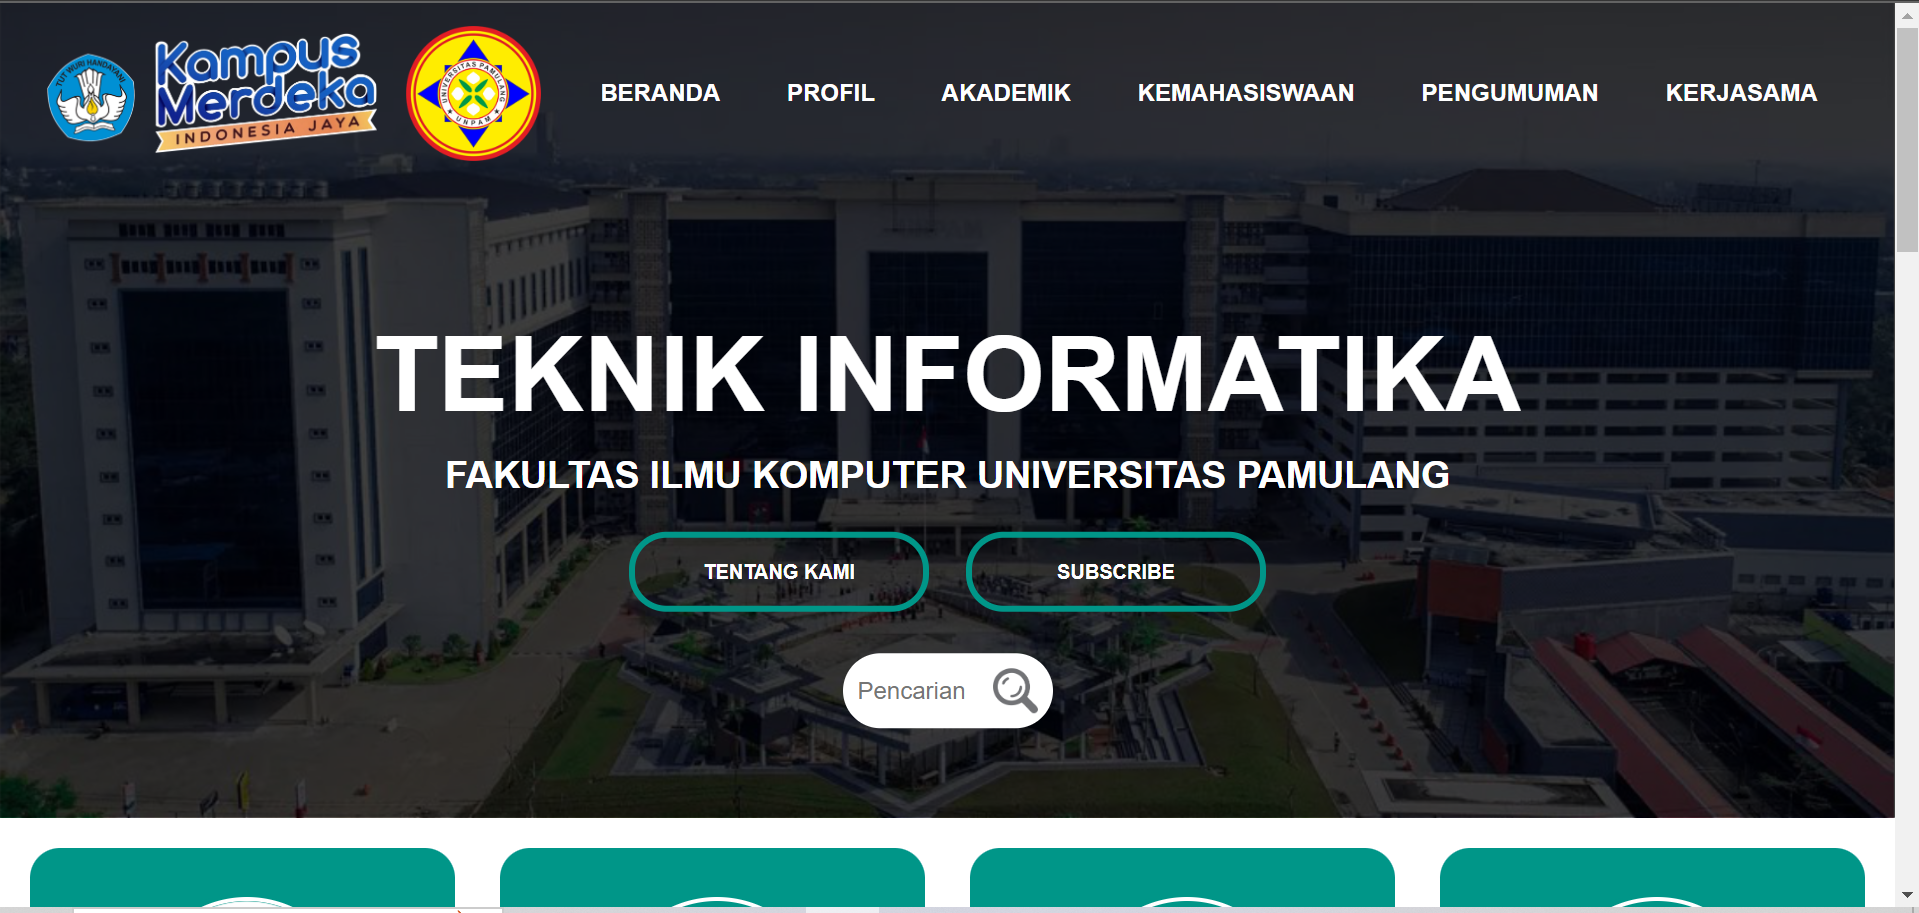 TUT WURI HANDAYANI
Kampus
Merdeka
INDONESIA JAYA
UNIVERSITAS PAMULANG
UNPAM
BERANDA
PROFIL
AKADEMIK
KEMAHASISWAAN
PENGUMUMAN
KERJASAMA
TEKNIK INFORMATIKA
FAKULTAS ILMU KOMPUTER UNIVERSITAS PAMULANG
TENTANG KAMI
SUBSCRIBE
Pencarian